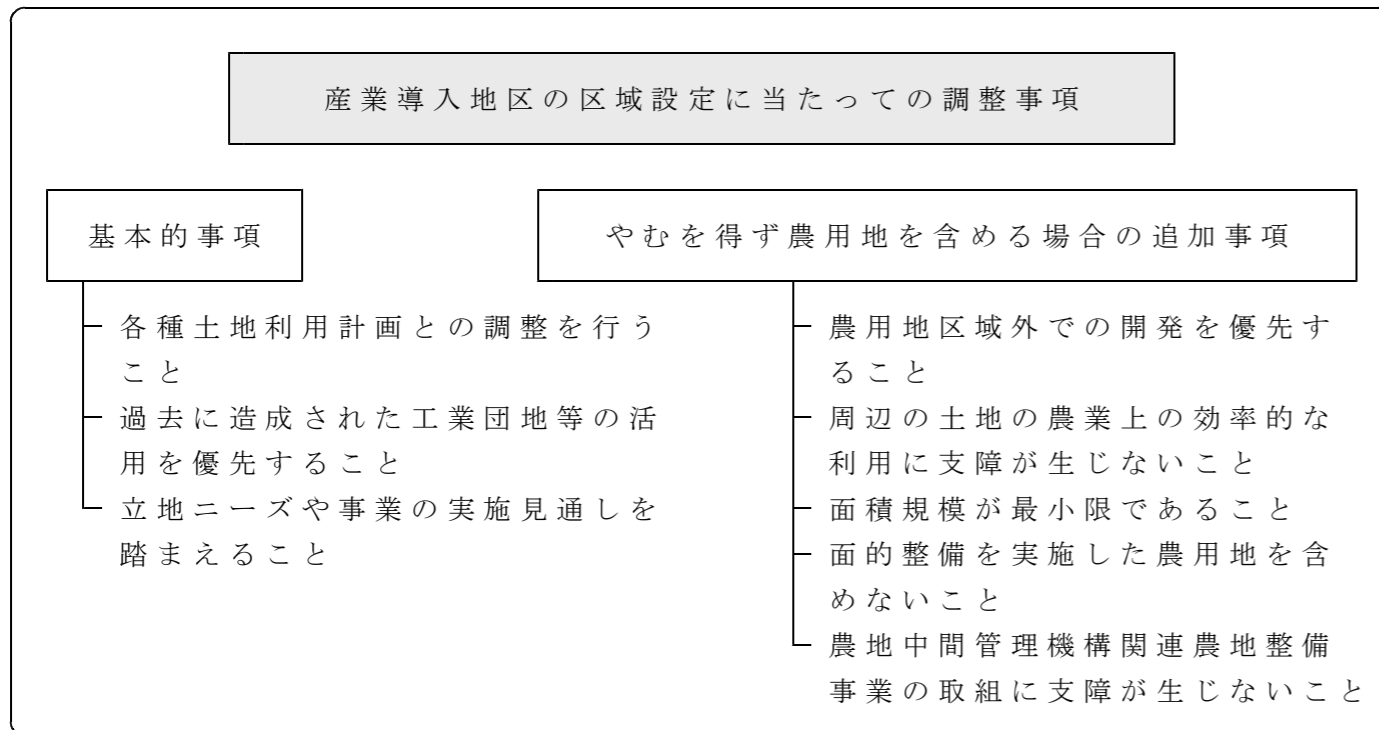 産業導入地区の区域設定に当たっての調整事項
基本的事項
各種土地利用計画との調整を行う
こと
過去に造成された工業団地等の活
用を優先すること
立地ニーズや事業の実施見通しを
踏まえること
やむを得ず農用地を含める場合の追加事項
農用地区域外での開発を優先す
ること
周辺の土地の農業上の効率的な
利用に支障が生じないこと
面積規模が最小限であること
面的整備を実施した農用地を含
めないこと
農地中間管理機構関連農地整備
事業の取組に支障が生じないこと